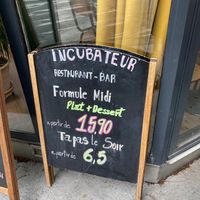 INCUBATEUR
RESTAURANT-BAR
Formule Midi
Plat + Dessert
à partir de 15,90
Tapas le Soir
à partir de 6,5